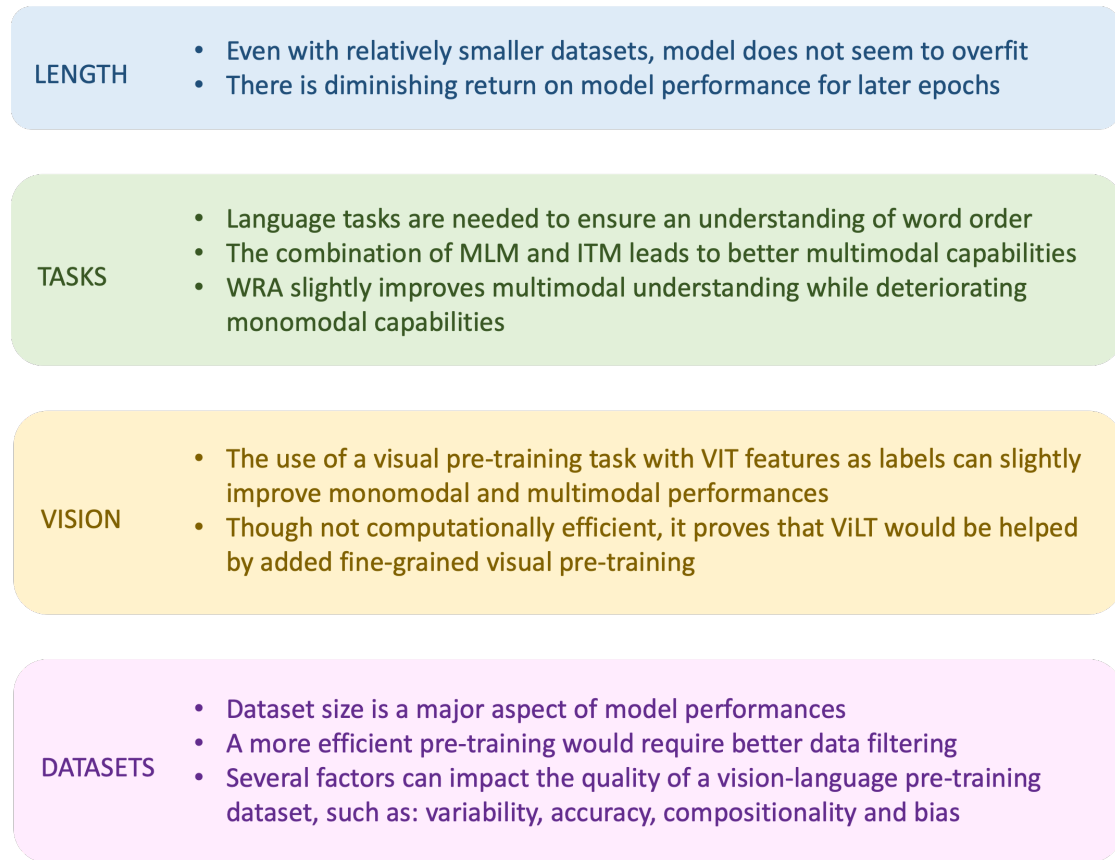 LENGTH
• Even with relatively smaller datasets, model does not seem to overfit
• There is diminishing return on model performance for later epochs
TASKS
• Language tasks are needed to ensure an understanding of word order
• The combination of MLM and ITM leads to better multimodal capabilities
• WRA slightly improves multimodal understanding while deteriorating
monomodal capabilities
VISION
• The use of a visual pre-training task with VIT features as labels can slightly
improve monomodal and multimodal performances
• Though not computationally efficient, it proves that ViLT would be helped
by added fine-grained visual pre-training
DATASETS
• Dataset size is a major aspect of model performances
• A more efficient pre-training would require better data filtering
• Several factors can impact the quality of a vision-language pre-training
dataset, such as: variability, accuracy, compositionality and bias